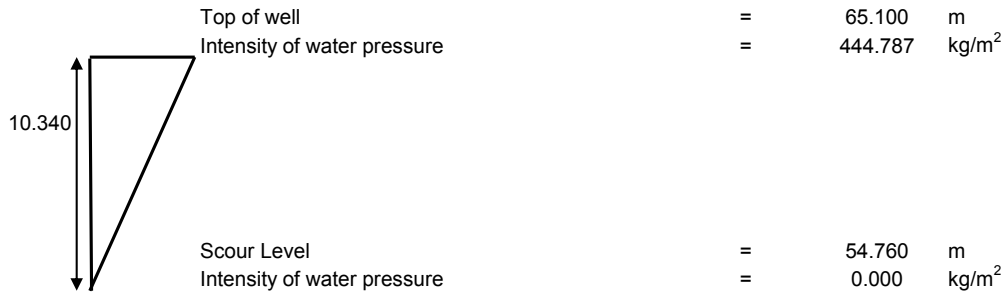 Top of well = 65.100 m
Intensity of water pressure = 444.787 kg/m²
10.340
Scour Level = 54.760 m
Intensity of water pressure = 0.000 kg/m²